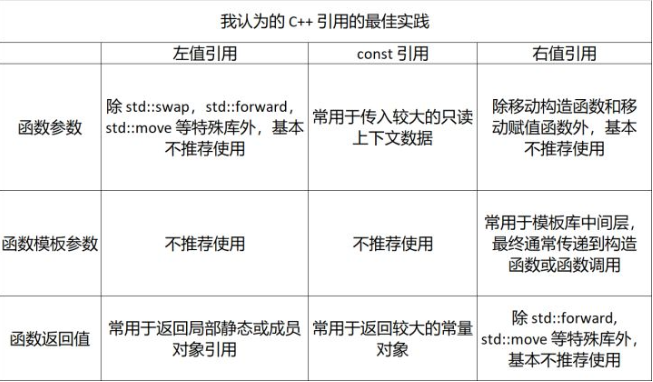 我认为的 C++ 引用的最佳实践
左值引用
const 引用
右值引用
函数参数
除 std::swap，std::forward，
std::move 等特殊库外，基本
不推荐使用
常用于传入较大的只读
上下文数据
除移动构造函数和移
动赋值函数外，基本
不推荐使用
函数模板参数
不推荐使用
不推荐使用
常用于模板库中间层，
最终通常传递到构造
函数或函数调用
函数返回值
常用于返回局部静态或成员
对象引用
常用于返回较大的常量
对象
除 std::forward,
std::move 等特殊库外，
基本不推荐使用